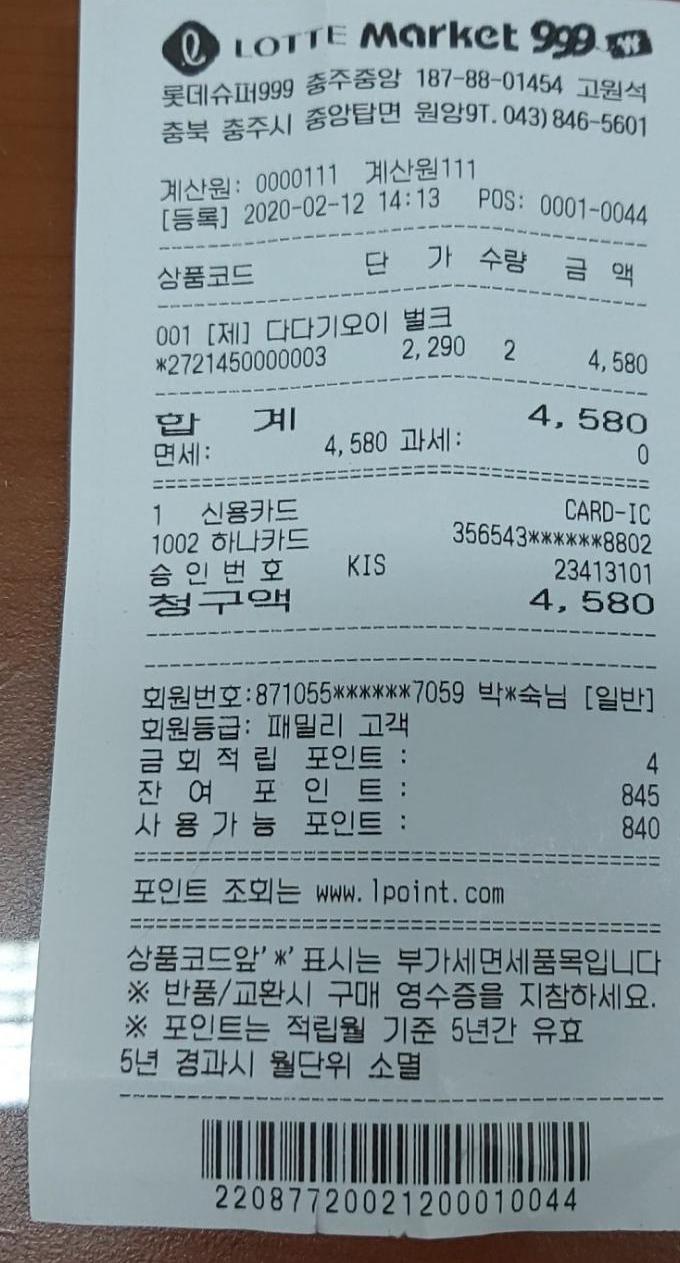 LOTTE Market 999
롯데슈퍼999 충주중앙 187-88-01454 고원석
충북 충주시 중앙탑면 원앙9T.043)846-5601
계산원: 0000111 계산원111
[등록] 2020-02-12 14:13 POS: 0001-0044
상품코드 단 가 수량 금 액
001 [제] 다다기오이 벌크
*2721450000003 2,290 2 4,580
합 계 4,580
면세: 4,580 과세: 0
1 신용카드 CARD-IC
1002 하나카드 356543******8802
승인번호 KIS 23413101
청구액 4,580
회원번호:871055******7059 박*숙님 [일반]
회원등급: 패밀리 고객
금회적립 포인트 : 4
잔 여 포 인 트 : 845
사용가능 포인트 : 840
포인트 조회는 www.lpoint.com
상품코드앞'*'표시는 부가세면세품목입니다
※ 반품/교환시 구매 영수증을 지참하세요.
※ 포인트는 적립월 기준 5년간 유효
5년 경과시 월단위 소멸
22087720021200010044